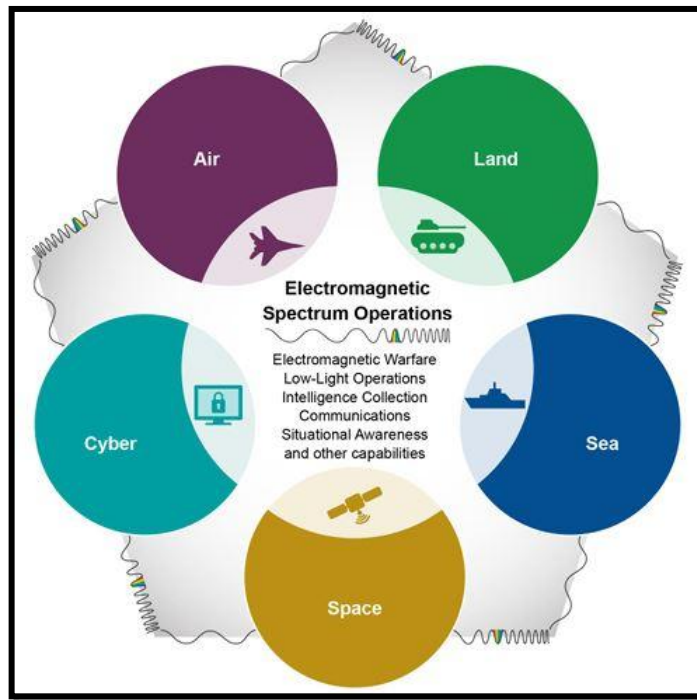 Air
Land
Electromagnetic
Spectrum Operations
Electromagnetic Warfare
Low-Light Operations
Intelligence Collection
Communications
Situational Awareness
and other capabilities
Cyber
Sea
Space